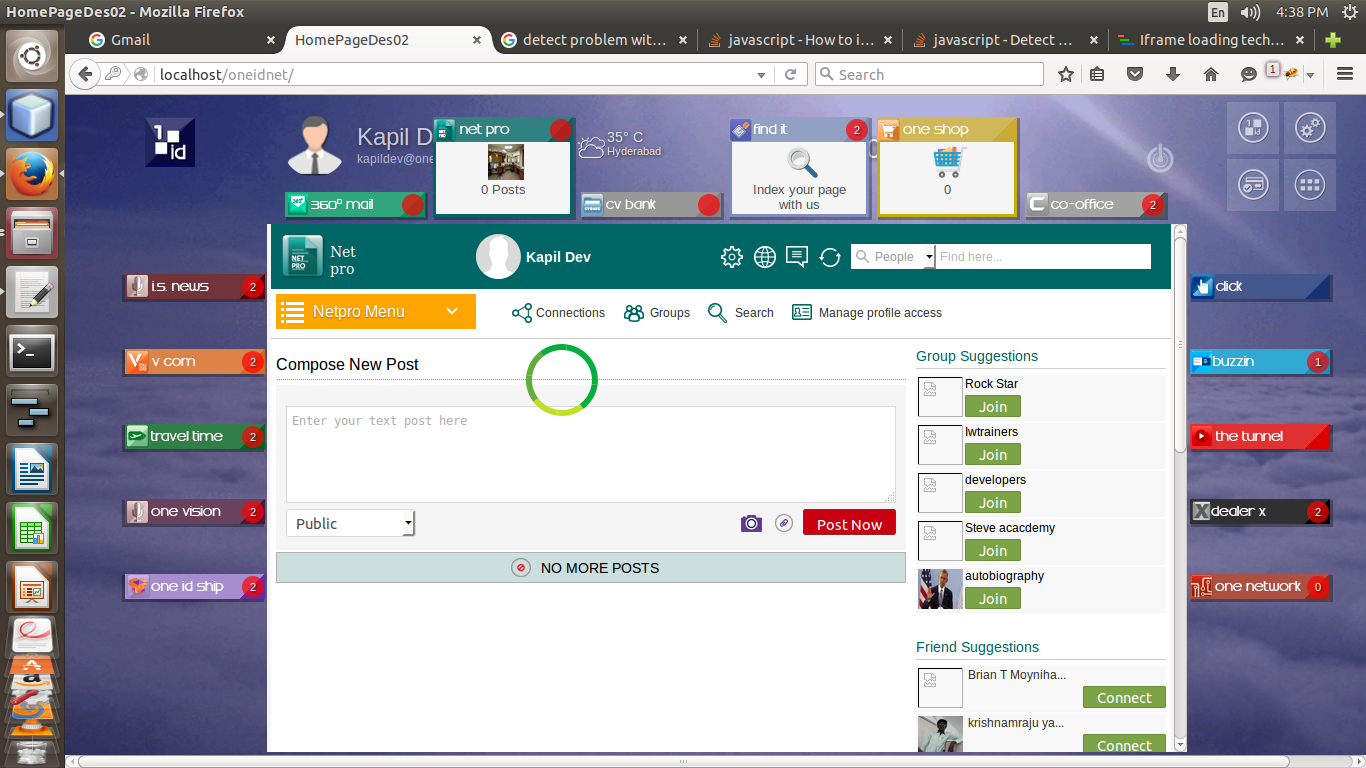 HomePageDes02 - Mozilla Firefox
En
4:38 PM
Gmail
HomePageDes02
detect problem wit...
javascript - How to i...
javascript - Detect ...
Iframe loading tech...
localhost/oneidnet/
Search
1
1
id
Kapil D
kapildev@one
net pro
0 Posts
35° C
Hyderabad
find it
2
Index your page
with us
one shop
0
360° mail
cv bank
co-office
2
Net
pro
NET
PRO
Kapil Dev
People
Find here...
Netpro Menu
Connections
Groups
Search
Manage profile access
i.s. news
2
v com
2
travel time
2
one vision
2
one id ship
2
click
buzzin
1
the tunnel
dealer x
2
one network
0
Compose New Post
Enter your text post here
Public
Post Now
NO MORE POSTS
Group Suggestions
Rock Star
Join
lwtrainers
Join
developers
Join
Steve acacdemy
Join
autobiography
Join
Friend Suggestions
Brian T Moyniha...
Connect
krishnamraju ya...
Connect